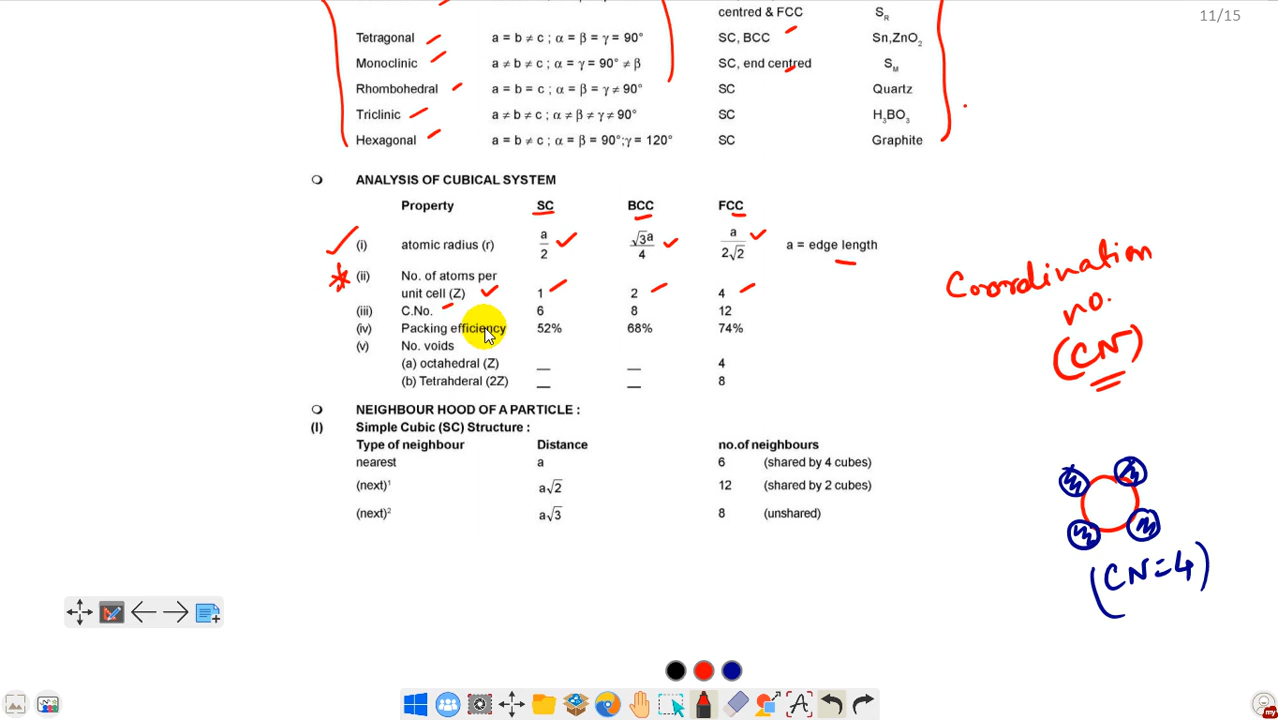 11/15
centred & FCC S_R
Tetragonal a = b ≠ c ; α = β = γ = 90° SC, BCC Sn,ZnO₂
Monoclinic a ≠ b ≠ c ; α = γ = 90° ≠ β SC, end centred S_M
Rhombohedral a = b = c ; α = β = γ ≠ 90° SC Quartz
Triclinic a ≠ b ≠ c ; α ≠ β ≠ γ ≠ 90° SC H₃BO₃
Hexagonal a = b ≠ c ; α = β = 90°;γ = 120° SC Graphite
ANALYSIS OF CUBICAL SYSTEM
Property SC BCC FCC
(i) atomic radius (r) a/2 √3a/4 a/2√2 a = edge length
(ii) No. of atoms per
unit cell (Z) 1 2 4
(iii) C.No. 6 8 12
(iv) Packing efficiency 52% 68% 74%
(v) No. voids
(a) octahedral (Z) __ __ 4
(b) Tetrahderal (2Z) __ __ 8
Coordination
no.
(CN)
NEIGHBOUR HOOD OF A PARTICLE :
(I) Simple Cubic (SC) Structure :
Type of neighbour Distance no.of neighbours
nearest a 6 (shared by 4 cubes)
(next)¹ a√2 12 (shared by 2 cubes)
(next)² a√3 8 (unshared)
(CN=4)
my